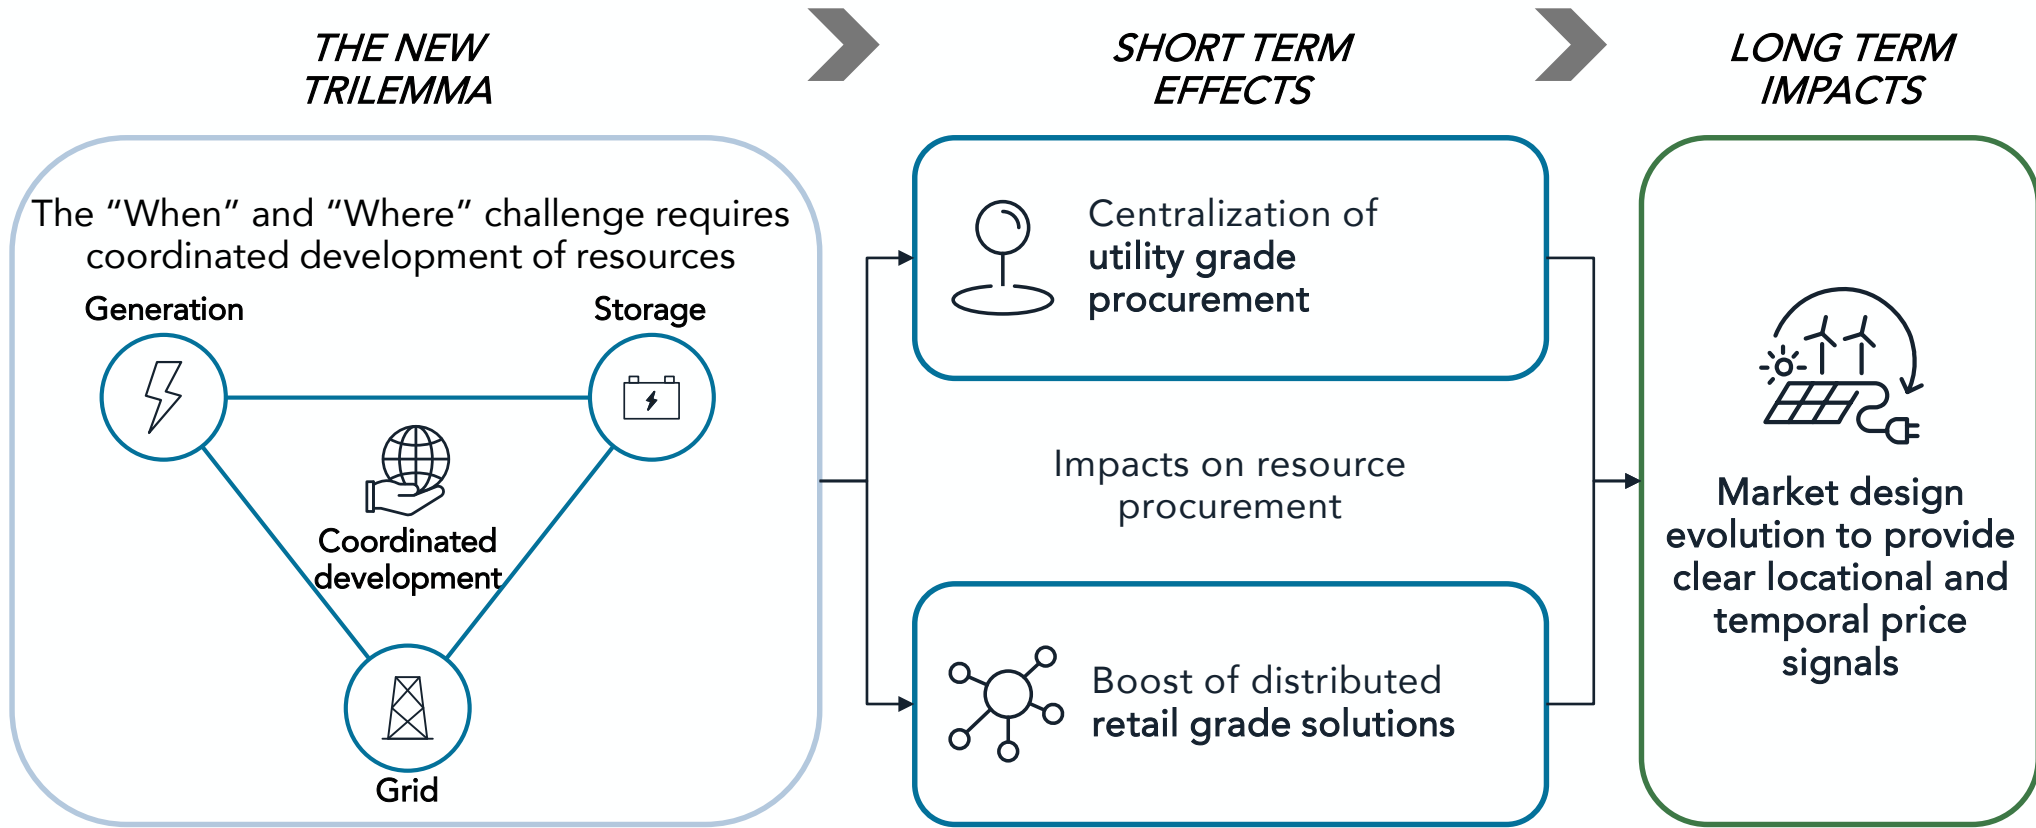 THE NEW
TRILEMMA
SHORT TERM
EFFECTS
LONG TERM
IMPACTS
The “When” and “Where” challenge requires
coordinated development of resources
Generation
Storage
Coordinated
development
Grid
Centralization of
utility grade
procurement
Impacts on resource
procurement
Boost of distributed
retail grade solutions
Market design
evolution to provide
clear locational and
temporal price
signals